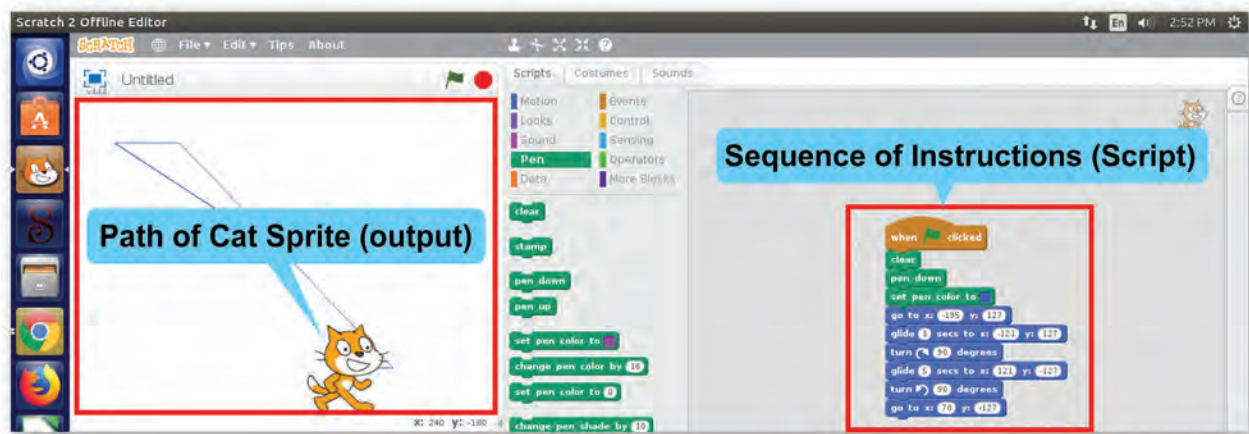 Scratch 2 Offline Editor
En 2:52 PM
SCRATCH File Edit Tips About
Untitled
Scripts Costumes Sounds
Motion Events
Looks Control
Sound Sensing
Pen Operators
Data More Blocks
Path of Cat Sprite (output)
X: 240 Y: -180
clear
stamp
pen down
pen up
set pen color to
change pen color by 10
set pen color to 0
change pen shade by 10
Sequence of Instructions (Script)
when clicked
clear
pen down
set pen color to
go to x: -195 y: 127
glide 1 secs to x: -121 y: 127
turn 90 degrees
glide 5 secs to x: 121 y: -127
turn 90 degrees
go to x: 70 y: -127